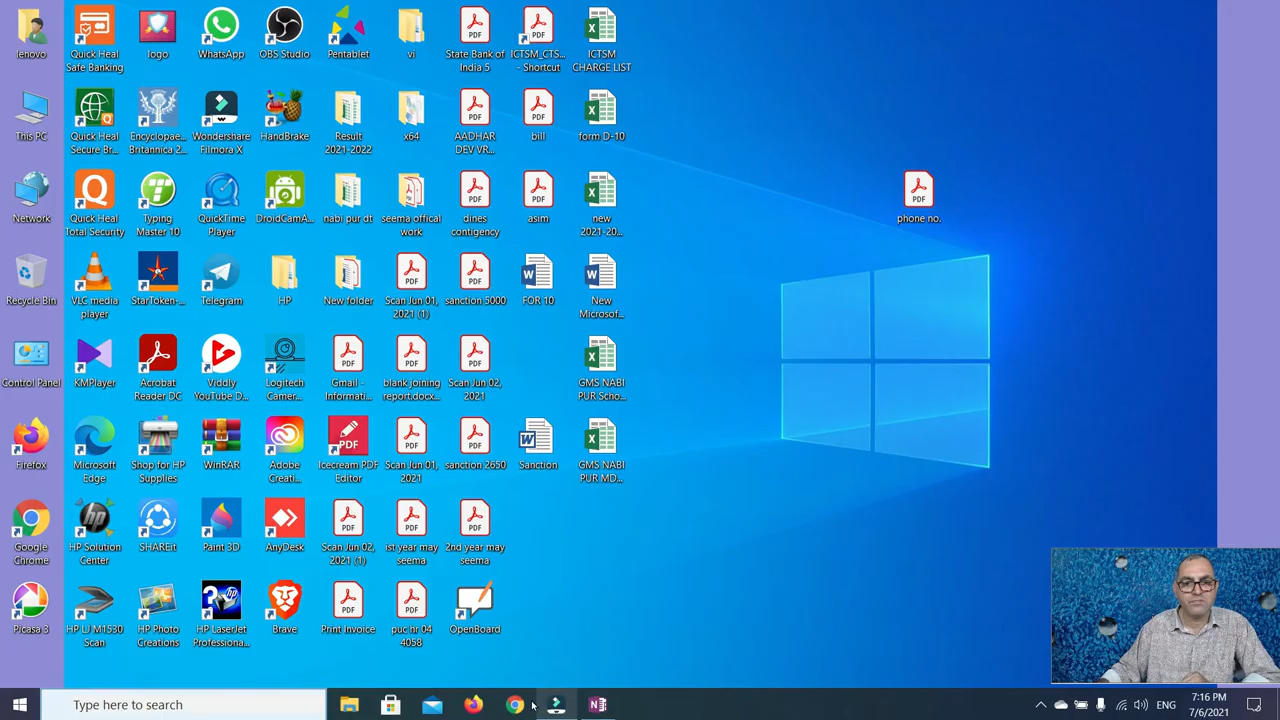 lenovo
Quick Heal
Safe Banking
logo
WhatsApp
OBS Studio
Pentablet
vi
State Bank of
India 5
ICTSM_CTS...
- Shortcut
ICTSM
CHARGE LIST
This PC
Quick Heal
Secure Br...
Encyclopae...
Britannica 2...
Wondershare
Filmora X
HandBrake
Result
2021-2022
x64
AADHAR
DEV VR...
bill
form D-10
Network
Quick Heal
Total Security
Typing
Master 10
QuickTime
Player
DroidCamA...
nabi pur dt
seema offical
work
dines
contigency
asim
new
2021-20...
phone no.
Recycle Bin
VLC media
player
StarToken-...
Telegram
HP
New folder
Scan Jun 01,
2021 (1)
sanction 5000
FOR 10
New
Microsof...
Control Panel
KMPlayer
Acrobat
Reader DC
Viddly
YouTube D...
Logitech
Camer...
Gmail -
Informati...
blank joining
report.docx...
Scan Jun 02,
2021
GMS NABI
PUR Scho...
Firefox
Microsoft
Edge
Shop for HP
Supplies
WinRAR
Adobe
Creati...
Icecream PDF
Editor
Scan Jun 01,
2021
sanction 2650
Sanction
GMS NABI
PUR MD...
Google
Chrome
HP Solution
Center
SHAREit
Paint 3D
AnyDesk
Scan Jun 02,
2021 (1)
ist year may
seema
2nd year may
seema
Picasa 3
HP LJ M1530
Scan
HP Photo
Creations
HP LaserJet
Professiona...
Brave
Print Invoice
puc hr 04
4058
OpenBoard
Type here to search
ENG
7:16 PM
7/6/2021